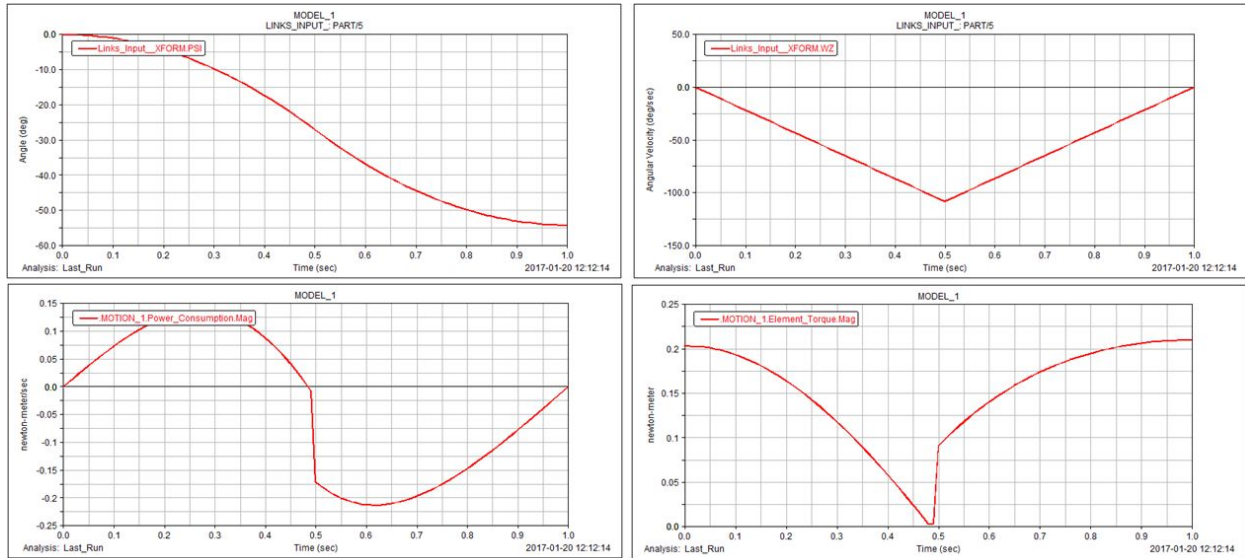 MODEL_1
LINKS_INPUT_: PART/5
Links_Input__XFORM.PSI
Angle (deg)
0.0
-10.0
-20.0
-30.0
-40.0
-50.0
-60.0
0.0 0.1 0.2 0.3 0.4 0.5 0.6 0.7 0.8 0.9 1.0
Analysis: Last_Run Time (sec) 2017-01-20 12:12:14
MODEL_1
LINKS_INPUT_: PART/5
Links_Input__XFORM.WZ
Angular Velocity (deg/sec)
50.0
0.0
-50.0
-100.0
-150.0
0.0 0.1 0.2 0.3 0.4 0.5 0.6 0.7 0.8 0.9 1.0
Analysis: Last_Run Time (sec) 2017-01-20 12:12:14
MODEL_1
.MOTION_1.Power_Consumption.Mag
newton-meter/sec
0.15
0.1
0.05
0.0
-0.05
-0.1
-0.15
-0.2
-0.25
0.0 0.1 0.2 0.3 0.4 0.5 0.6 0.7 0.8 0.9 1.0
Analysis: Last_Run Time (sec) 2017-01-20 12:12:14
MODEL_1
.MOTION_1.Element_Torque.Mag
newton-meter
0.25
0.2
0.15
0.1
0.05
0.0
0.0 0.1 0.2 0.3 0.4 0.5 0.6 0.7 0.8 0.9 1.0
Analysis: Last_Run Time (sec) 2017-01-20 12:12:14